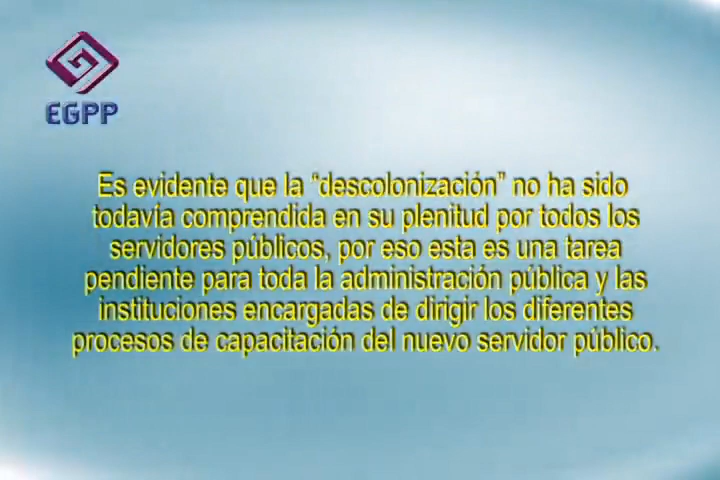 EGPP
Es evidente que la “descolonización” no ha sido
todavía comprendida en su plenitud por todos los
servidores públicos, por eso esta es una tarea
pendiente para toda la administración pública y las
instituciones encargadas de dirigir los diferentes
procesos de capacitación del nuevo servidor público.